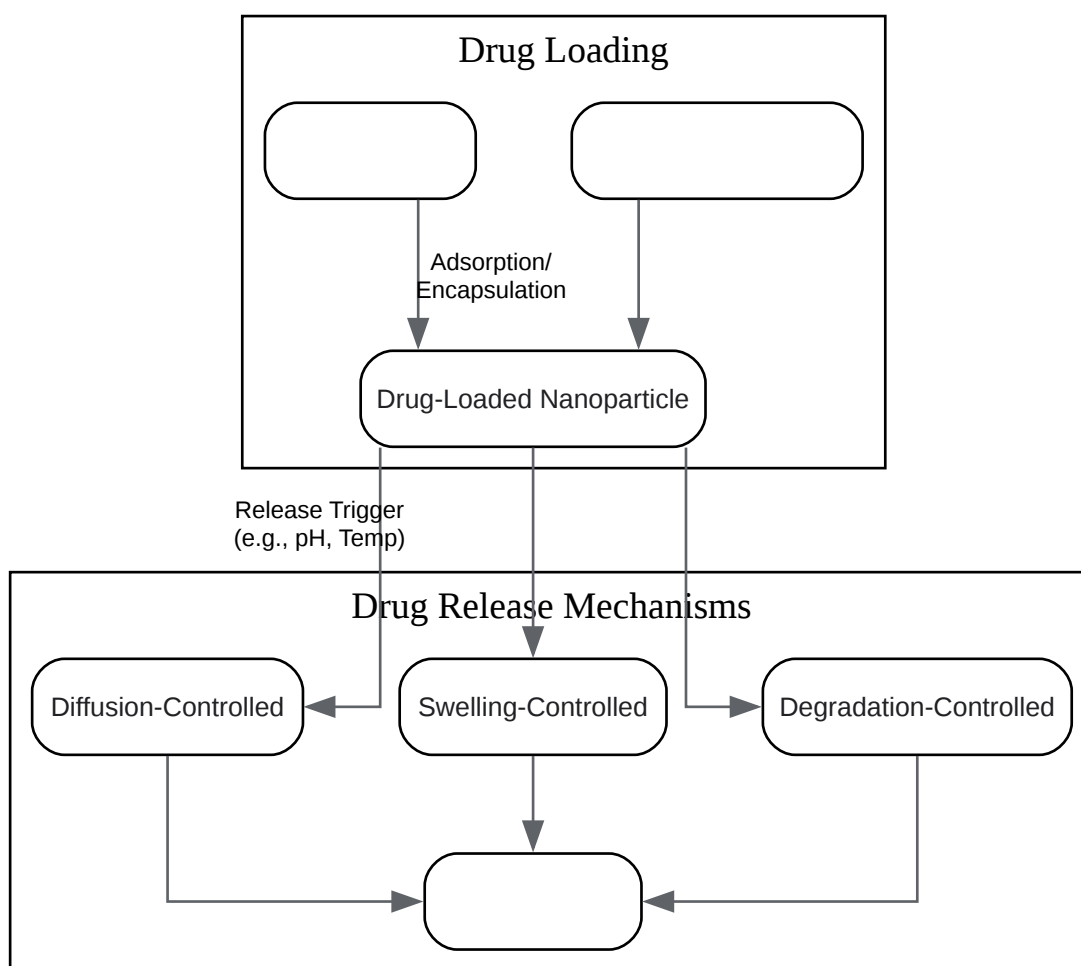 Drug Loading
Adsorption/
Encapsulation
Drug-Loaded Nanoparticle
Release Trigger
(e.g., pH, Temp)
Drug Release Mechanisms
Diffusion-Controlled
Swelling-Controlled
Degradation-Controlled